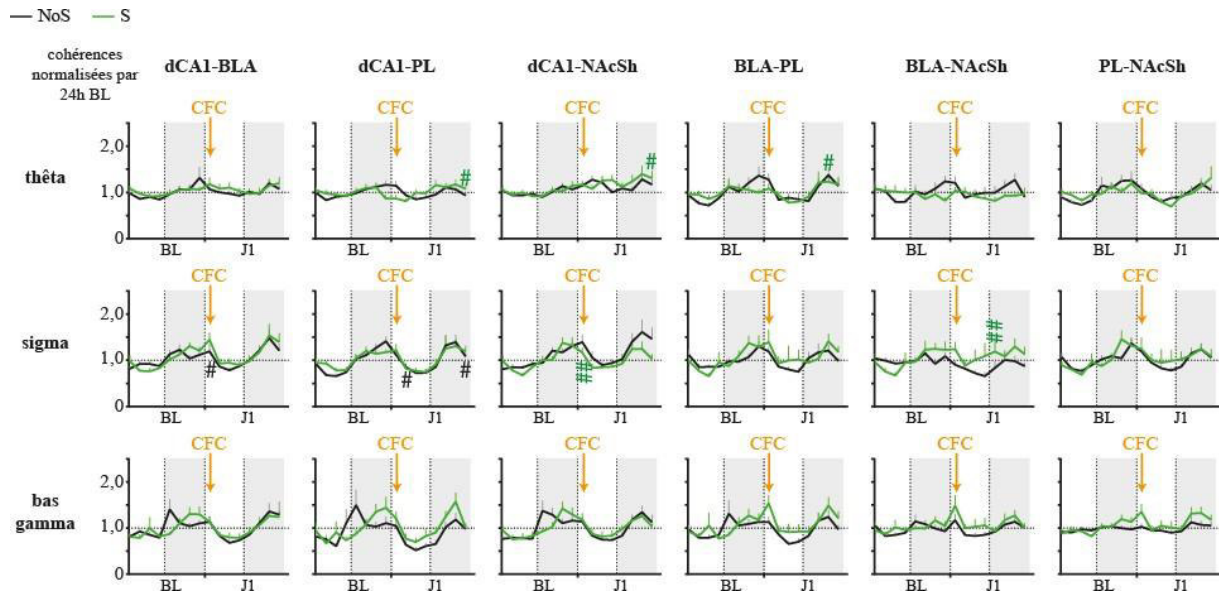 NoS S
cohérences
normalisées par
24h BL
dCA1-BLA dCA1-PL dCA1-NAcSh BLA-PL BLA-NAcSh PL-NAcSh
CFC CFC CFC CFC CFC CFC
thêta
2,0
1,0
0
# # #
BL J1 BL J1 BL J1 BL J1 BL J1 BL J1
CFC CFC CFC CFC CFC CFC
sigma
2,0
1,0
0
# # # ## ##
BL J1 BL J1 BL J1 BL J1 BL J1 BL J1
CFC CFC CFC CFC CFC CFC
bas
gamma
2,0
1,0
0
BL J1 BL J1 BL J1 BL J1 BL J1 BL J1